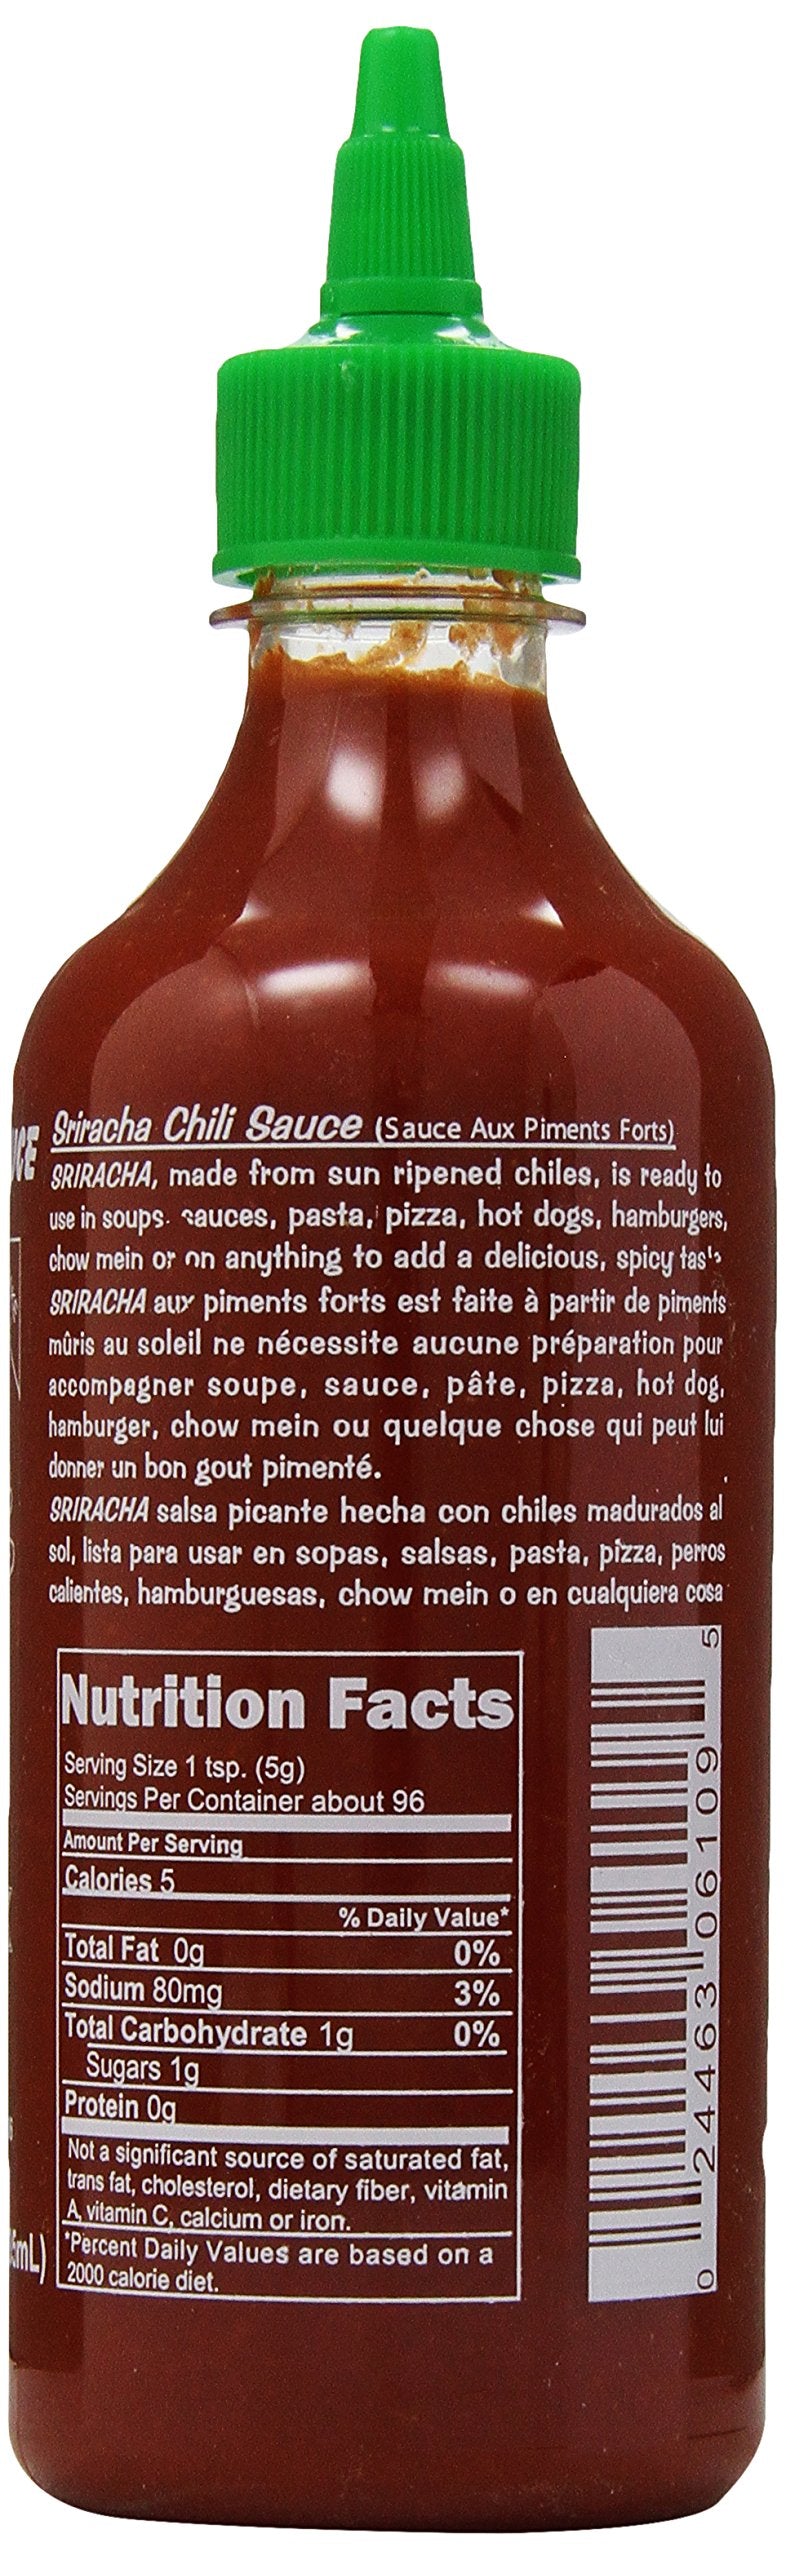 UCE
Sriracha Chili Sauce (Sauce Aux Piments Forts)
SRIRACHA, made from sun ripened chiles, is ready to
use in soups. sauces, pasta, pizza, hot dogs, hamburgers,
chow mein or on anything to add a delicious, spicy
SRIRACHA aux piments forts est faite à partir de piments
mûris au soleil ne nécessite aucune préparation pour
accompagner soupe, sauce, pâte, pizza, hot dog,
hamburger, chow mein ou quelque chose qui peut lui
donner un bon gout pimenté.
SRIRACHA salsa picante hecha con chiles madurados al
sol, lista para usar en sopas, salsas, pasta, pizza, perros
calientes, hamburguesas, chow mein o en cualquiera cosa
Nutrition Facts
Serving Size 1 tsp. (5g)
Servings Per Container about 96
Amount Per Serving
Calories 5
% Daily Value*
Total Fat 0g 0%
Sodium 80mg 3%
Total Carbohydrate 1g 0%
Sugars 1g
Protein 0g
Not a significant source of saturated fat,
trans fat, cholesterol, dietary fiber, vitamin
A, vitamin C, calcium or iron.
*Percent Daily Values are based on a
2000 calorie diet.
mL)
0 24463 06109 5